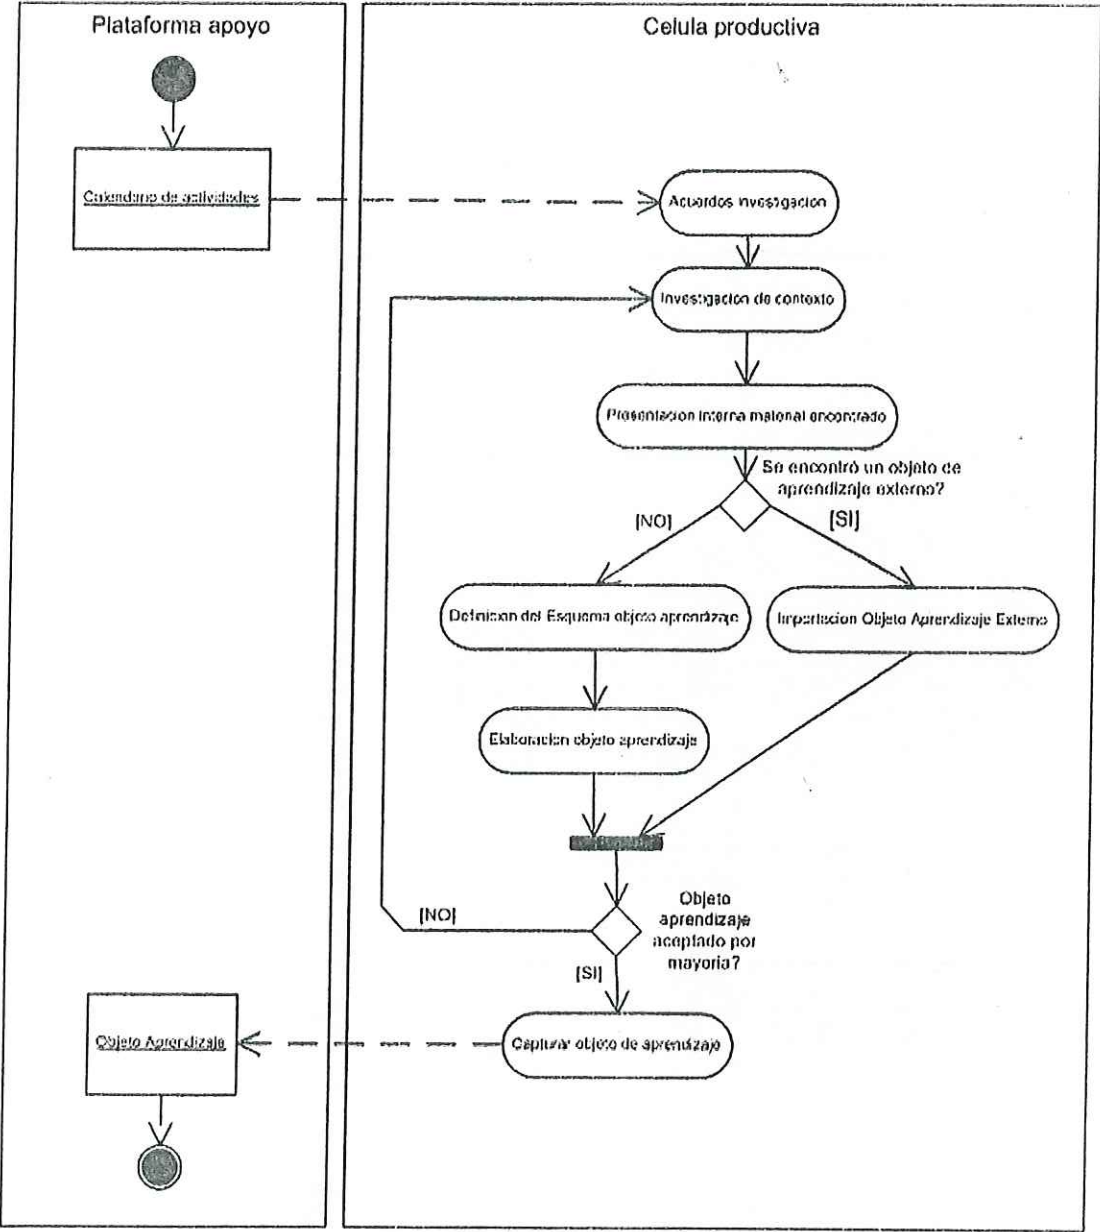 Plataforma apoyo
Celula productiva
Calendario de actividades
Acuerdos investigacion
Investigacion de contexto
Presentacion interna material encontrado
Se encontró un objeto de
aprendizaje externo?
[NO]
[SI]
Definicion del Esquema objeto aprendizaje
Importacion Objeto Aprendizaje Externo
Elaboracion objeto aprendizaje
Objeto
aprendizaje
aceptado por
mayoria?
[NO]
[SI]
Objeto Aprendizaje
Capturar objeto de aprendizaje